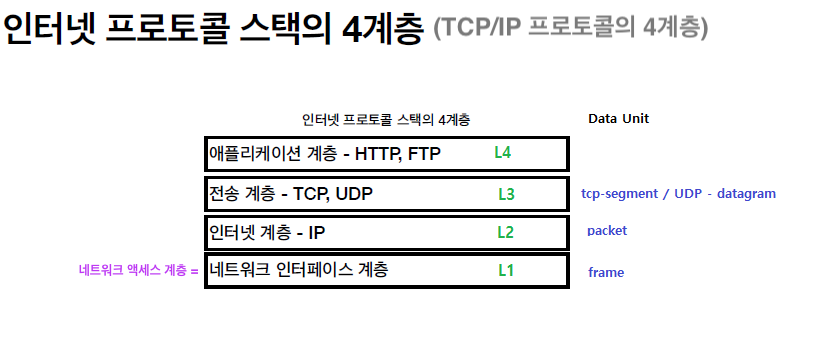 인터넷 프로토콜 스택의 4계층 (TCP/IP 프로토콜의 4계층)
인터넷 프로토콜 스택의 4계층 Data Unit
애플리케이션 계층 - HTTP, FTP L4
전송 계층 - TCP, UDP L3 tcp-segment / UDP - datagram
인터넷 계층 - IP L2 packet
네트워크 액세스 계층 = 네트워크 인터페이스 계층 L1 frame